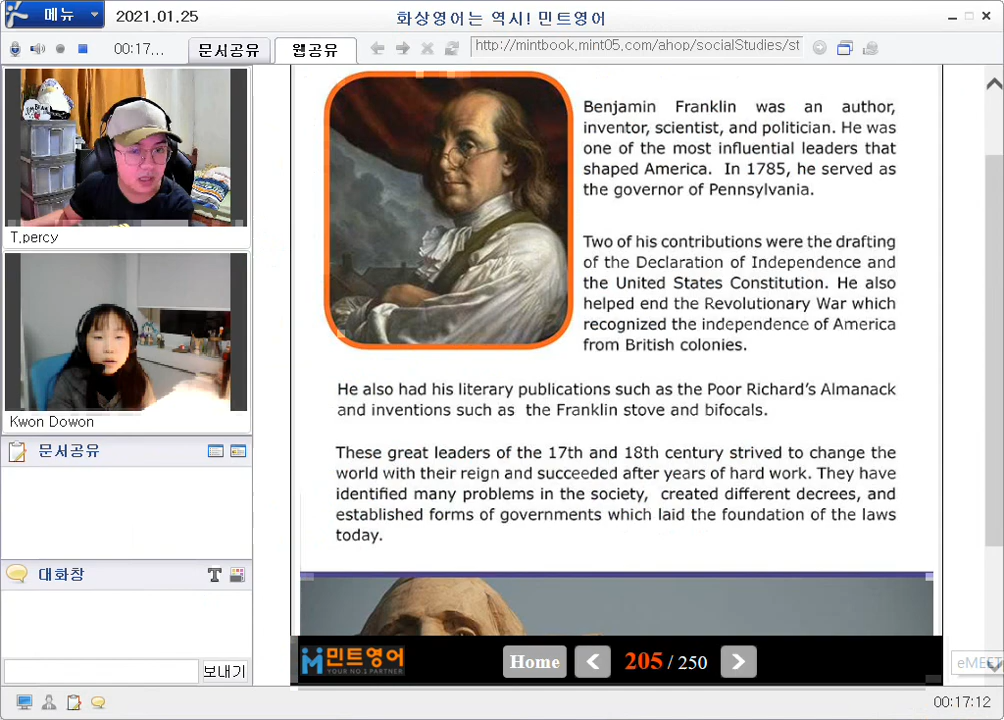 메뉴
2021.01.25
화상영어는 역시! 민트영어
00:17...
문서공유
웹공유
http://mintbook.mint05.com/ahop/socialStudies/st
T.percy
Kwon Dowon
문서공유
대화창
T
보내기
Benjamin Franklin was an author,
inventor, scientist, and politician. He was
one of the most influential leaders that
shaped America. In 1785, he served as
the governor of Pennsylvania.
Two of his contributions were the drafting
of the Declaration of Independence and
the United States Constitution. He also
helped end the Revolutionary War which
recognized the independence of America
from British colonies.
He also had his literary publications such as the Poor Richard's Almanack
and inventions such as the Franklin stove and bifocals.
These great leaders of the 17th and 18th century strived to change the
world with their reign and succeeded after years of hard work. They have
identified many problems in the society, created different decrees, and
established forms of governments which laid the foundation of the laws
today.
민트영어
YOUR NO.1 PARTNER
Home
205 / 250
eMEET
00:17:12